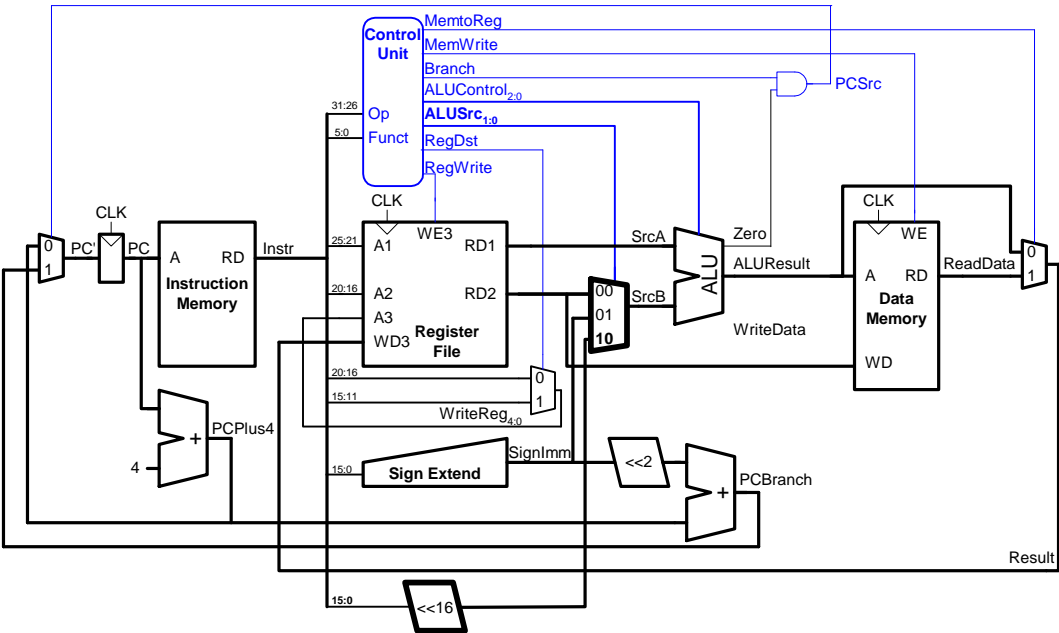 MemtoReg
Control
Unit
MemWrite
Branch
PCSrc
ALUControl2:0
31:26
Op
ALUSrc1:0
5:0
Funct
RegDst
RegWrite
CLK
CLK
CLK
0
1
PC'
PC
A
RD
Instr
Instruction
Memory
25:21
A1
WE3
RD1
SrcA
Zero
WE
0
1
20:16
A2
RD2
00
01
10
SrcB
ALU
ALUResult
A
RD
ReadData
Data
Memory
A3
WD3
Register
File
WriteData
WD
20:16
0
15:11
1
WriteReg4:0
PCPlus4
+
4
15:0
Sign Extend
SignImm
<<2
+
PCBranch
Result
15:0
<<16